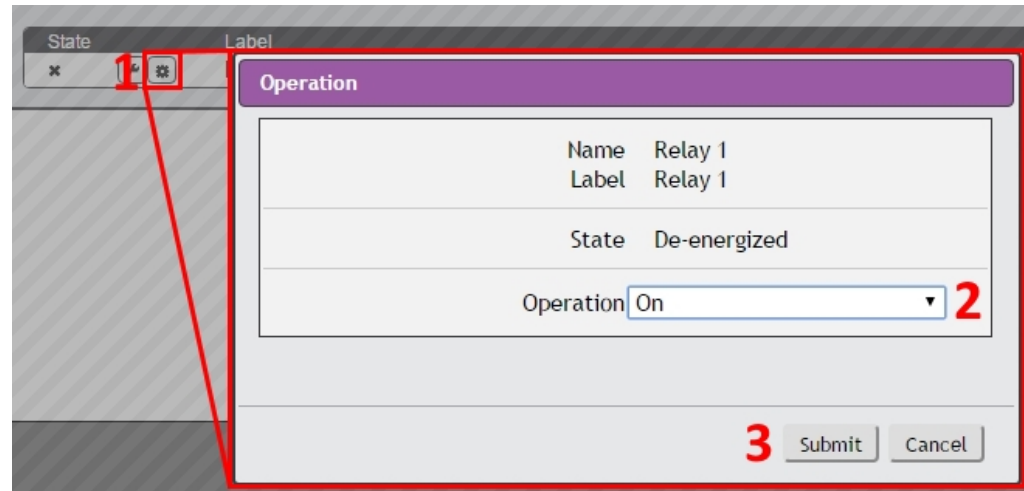 State Label
1
Operation
Name Relay 1
Label Relay 1
State De-energized
Operation On 2
3 Submit Cancel